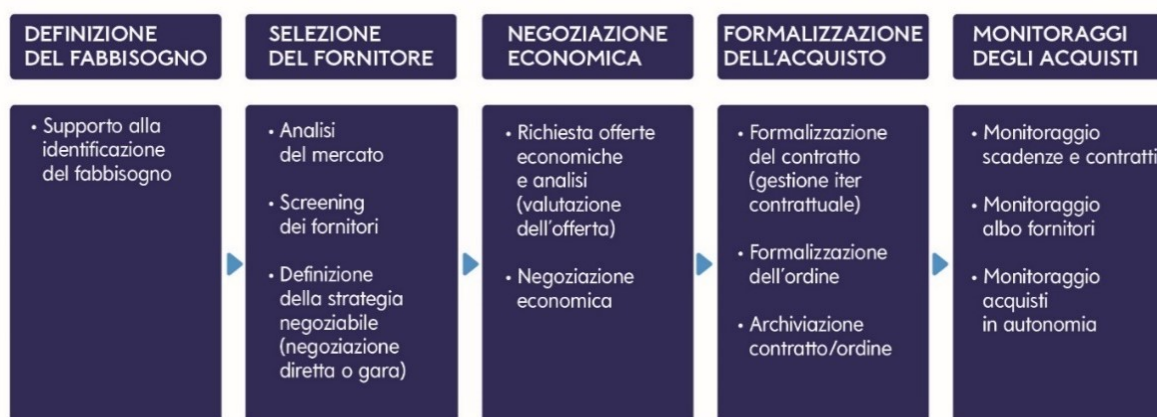 DEFINIZIONE
DEL FABBISOGNO
SELEZIONE
DEL FORNITORE
NEGOZIAZIONE
ECONOMICA
FORMALIZZAZIONE
DELL'ACQUISTO
MONITORAGGI
DEGLI ACQUISTI
• Supporto alla
identificazione
del fabbisogno
• Analisi
del mercato
• Screening
dei fornitori
• Definizione
della strategia
negoziabile
(negoziazione
diretta o gara)
• Richiesta offerte
economiche
e analisi
(valutazione
dell'offerta)
• Negoziazione
economica
• Formalizzazione
del contratto
(gestione iter
contrattuale)
• Formalizzazione
dell'ordine
• Archiviazione
contratto/ordine
• Monitoraggio
scadenze e contratti
• Monitoraggio
albo fornitori
• Monitoraggio
acquisti
in autonomia